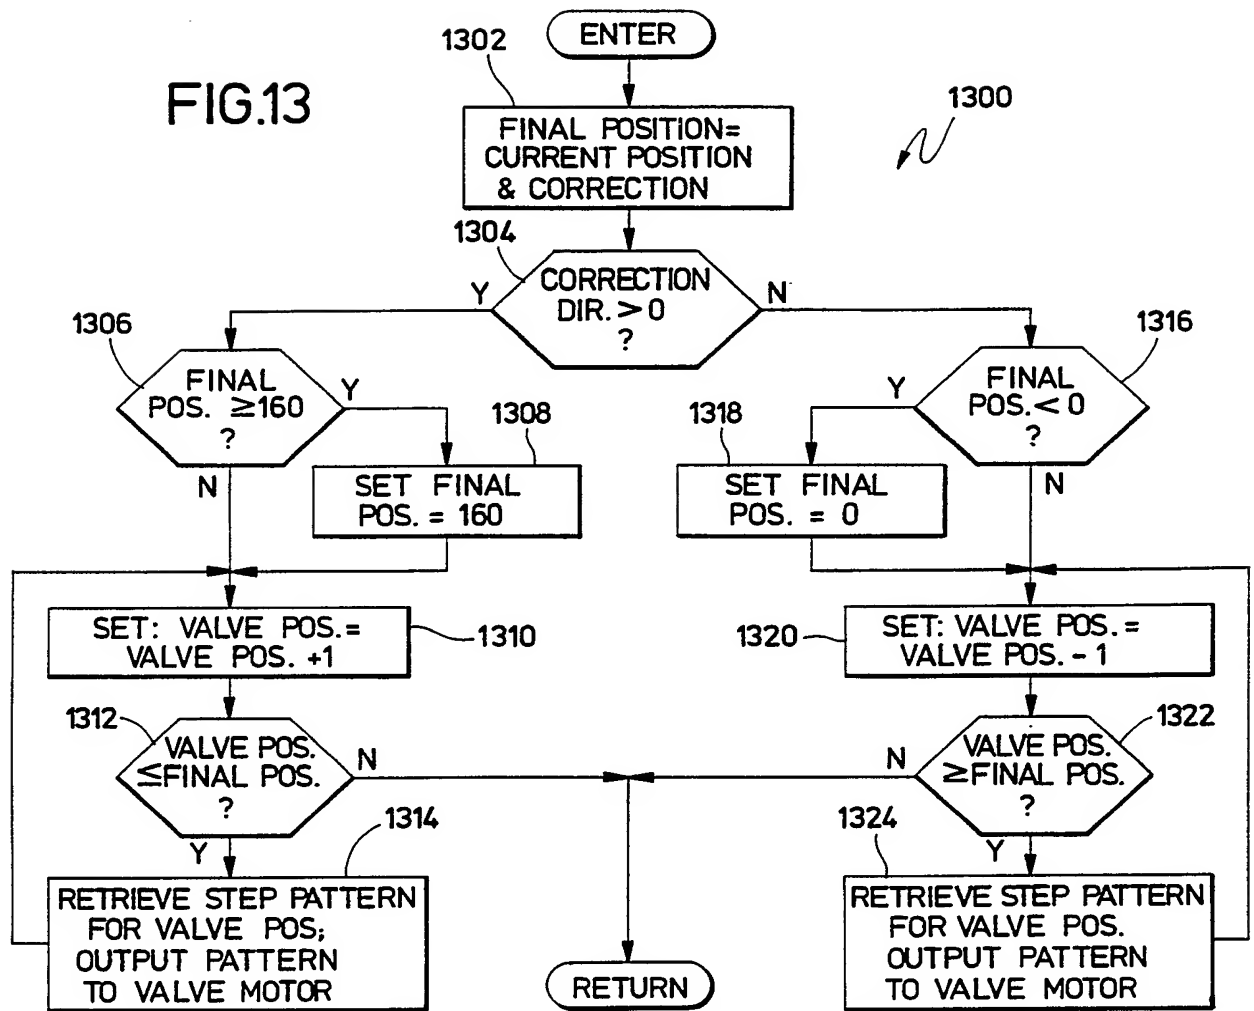 ENTER
1302
FIG.13
1300
FINAL POSITION=
CURRENT POSITION
& CORRECTION
1304
CORRECTION
DIR. > 0
?
Y
N
1306
FINAL
POS. ≥160
?
Y
N
1308
SET FINAL
POS. = 160
1316
FINAL
POS. < 0
?
Y
N
1318
SET FINAL
POS. = 0
SET: VALVE POS. =
VALVE POS. +1
1310
1320
SET: VALVE POS. =
VALVE POS. - 1
1312
VALVE POS.
≤FINAL POS.
?
N
Y
1322
VALVE POS.
≥FINAL POS.
?
N
Y
1314
RETRIEVE STEP PATTERN
FOR VALVE POS;
OUTPUT PATTERN
TO VALVE MOTOR
1324
RETRIEVE STEP PATTERN
FOR VALVE POS.
OUTPUT PATTERN
TO VALVE MOTOR
RETURN